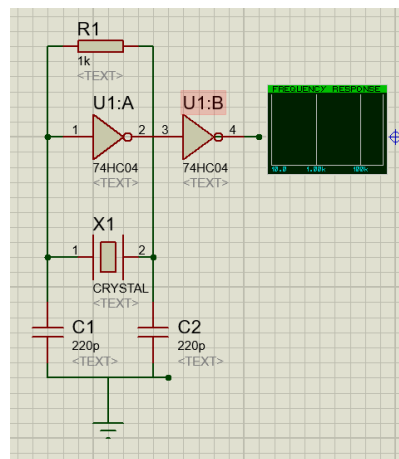 R1
1k
<TEXT>
U1:A
U1:B
FREQUENCY RESPONSE
1
2
3
4
74HC04
74HC04
<TEXT>
<TEXT>
10.0
1.00k
100k
X1
1
2
CRYSTAL
<TEXT>
C1
C2
220p
220p
<TEXT>
<TEXT>